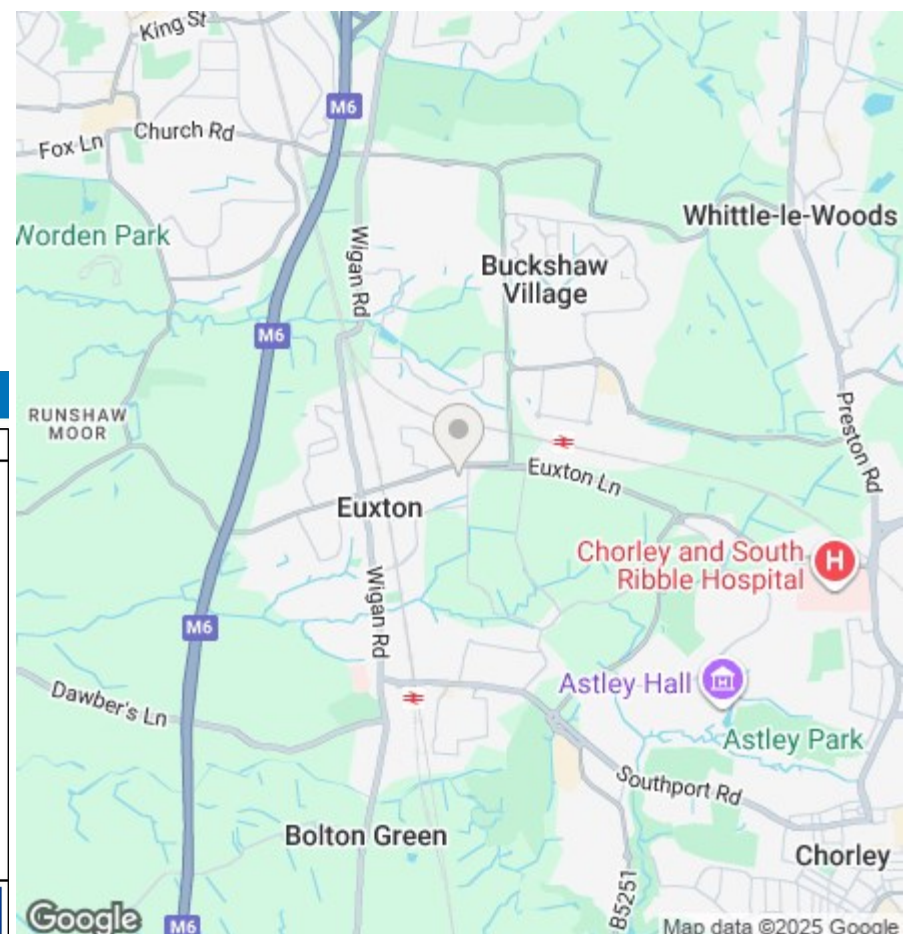 King St
M6
Fox Ln
Church Rd
Whittle-le-Woods
Worden Park
Wigan Rd
Buckshaw
Village
M6
RUNSHAW
MOOR
Preston Rd
Euxton Ln
Euxton
Chorley and South
Ribble Hospital
H
Wigan Rd
M6
Astley Hall
Dawber's Ln
Astley Park
Southport Rd
Bolton Green
Chorley
B5251
Google
M6
Map data ©2025 Google